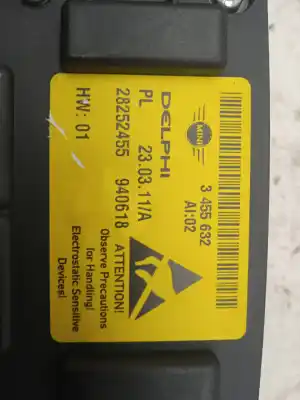 MINI
3 455 632
AI:02
DELPHI
PL 23.03.11/A
28252455 940618
HW: 01
ATTENTION!
Observe Precautions
for Handling!
Electrostatic Sensitive
Devices!